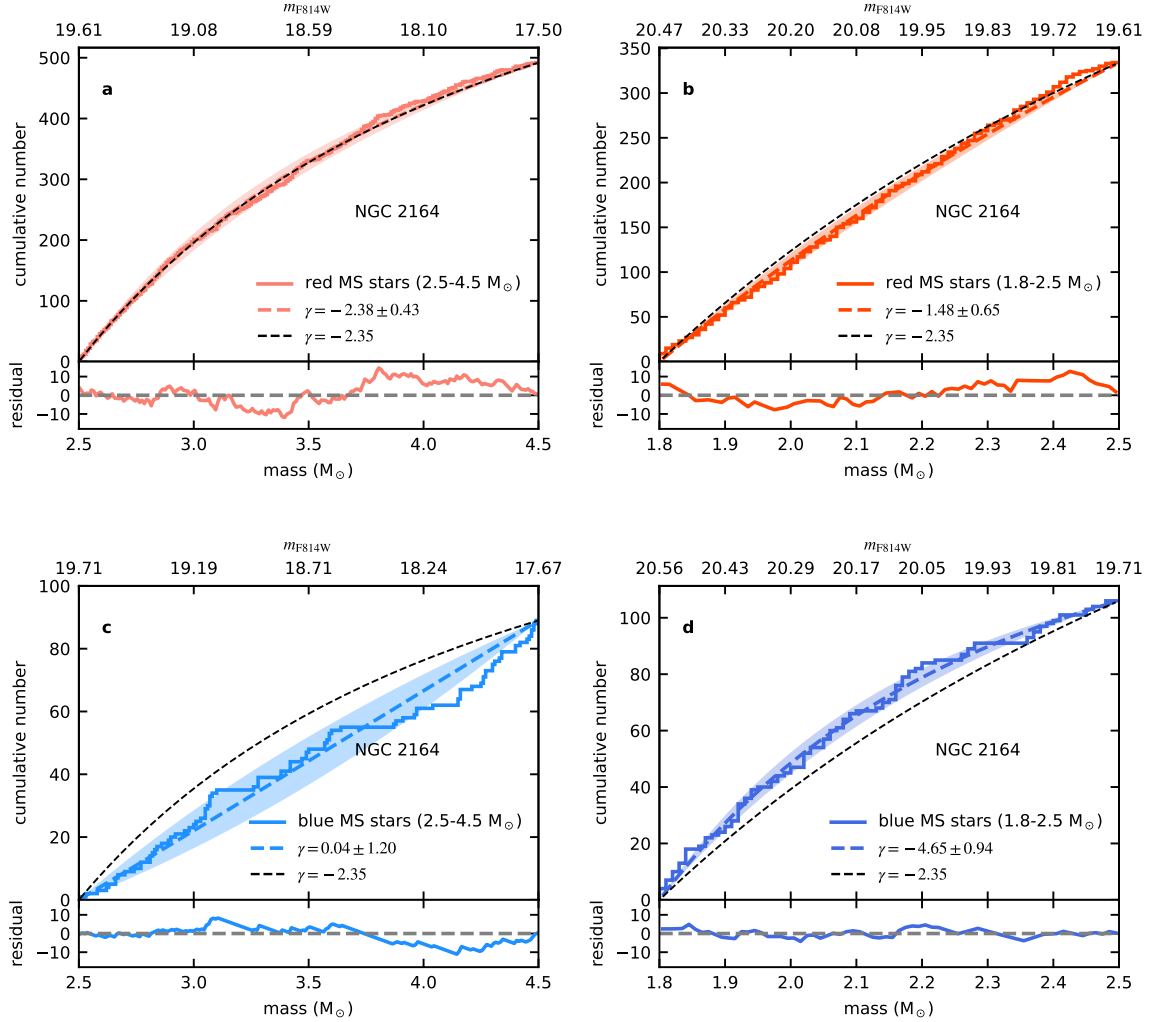 m_F814W
19.61 19.08 18.59 18.10 17.50
500
400
300
200
100
0
cumulative number
a
NGC 2164
red MS stars (2.5-4.5 M⊙)
γ = −2.38 ± 0.43
γ = −2.35
10
0
−10
residual
2.5 3.0 3.5 4.0 4.5
mass (M⊙)
m_F814W
20.47 20.33 20.20 20.08 19.95 19.83 19.72 19.61
350
300
250
200
150
100
50
0
cumulative number
b
NGC 2164
red MS stars (1.8-2.5 M⊙)
γ = −1.48 ± 0.65
γ = −2.35
10
0
−10
residual
1.8 1.9 2.0 2.1 2.2 2.3 2.4 2.5
mass (M⊙)
m_F814W
19.71 19.19 18.71 18.24 17.67
100
80
60
40
20
0
cumulative number
c
NGC 2164
blue MS stars (2.5-4.5 M⊙)
γ = 0.04 ± 1.20
γ = −2.35
10
0
−10
residual
2.5 3.0 3.5 4.0 4.5
mass (M⊙)
m_F814W
20.56 20.43 20.29 20.17 20.05 19.93 19.81 19.71
100
80
60
40
20
0
cumulative number
d
NGC 2164
blue MS stars (1.8-2.5 M⊙)
γ = −4.65 ± 0.94
γ = −2.35
10
0
−10
residual
1.8 1.9 2.0 2.1 2.2 2.3 2.4 2.5
mass (M⊙)